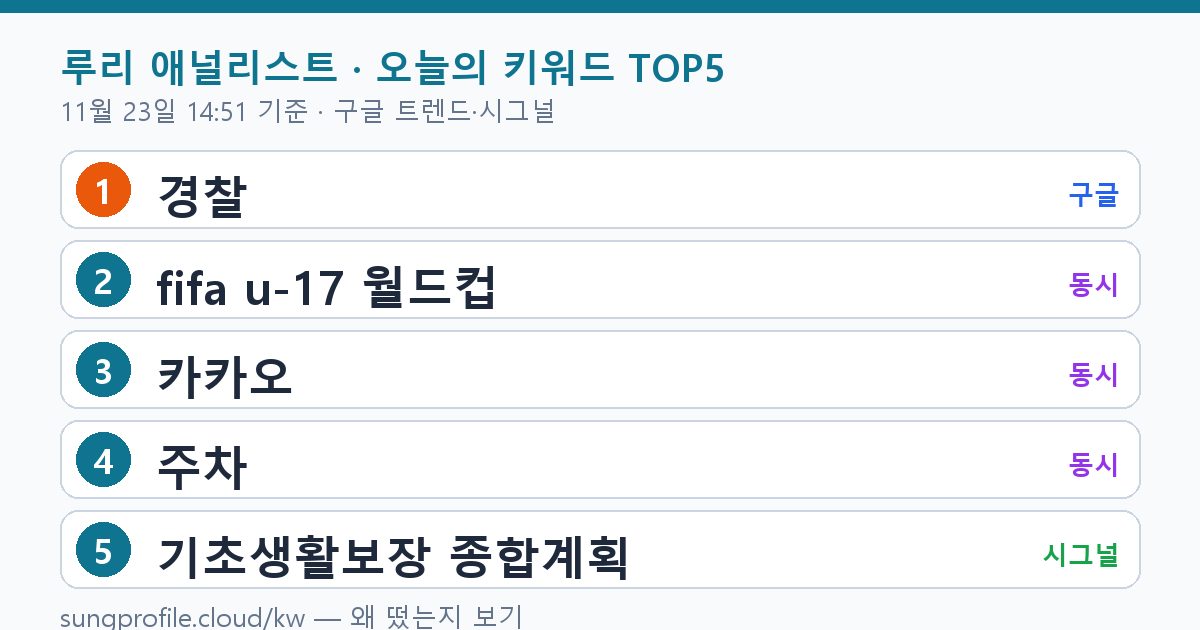 루리 애널리스트 · 오늘의 키워드 TOP5
11월 23일 14:51 기준 · 구글 트렌드·시그널
1 경찰 구글
2 fifa u-17 월드컵 동시
3 카카오 동시
4 주차 동시
5 기초생활보장 종합계획 시그널
sungprofile.cloud/kw — 왜 떴는지 보기